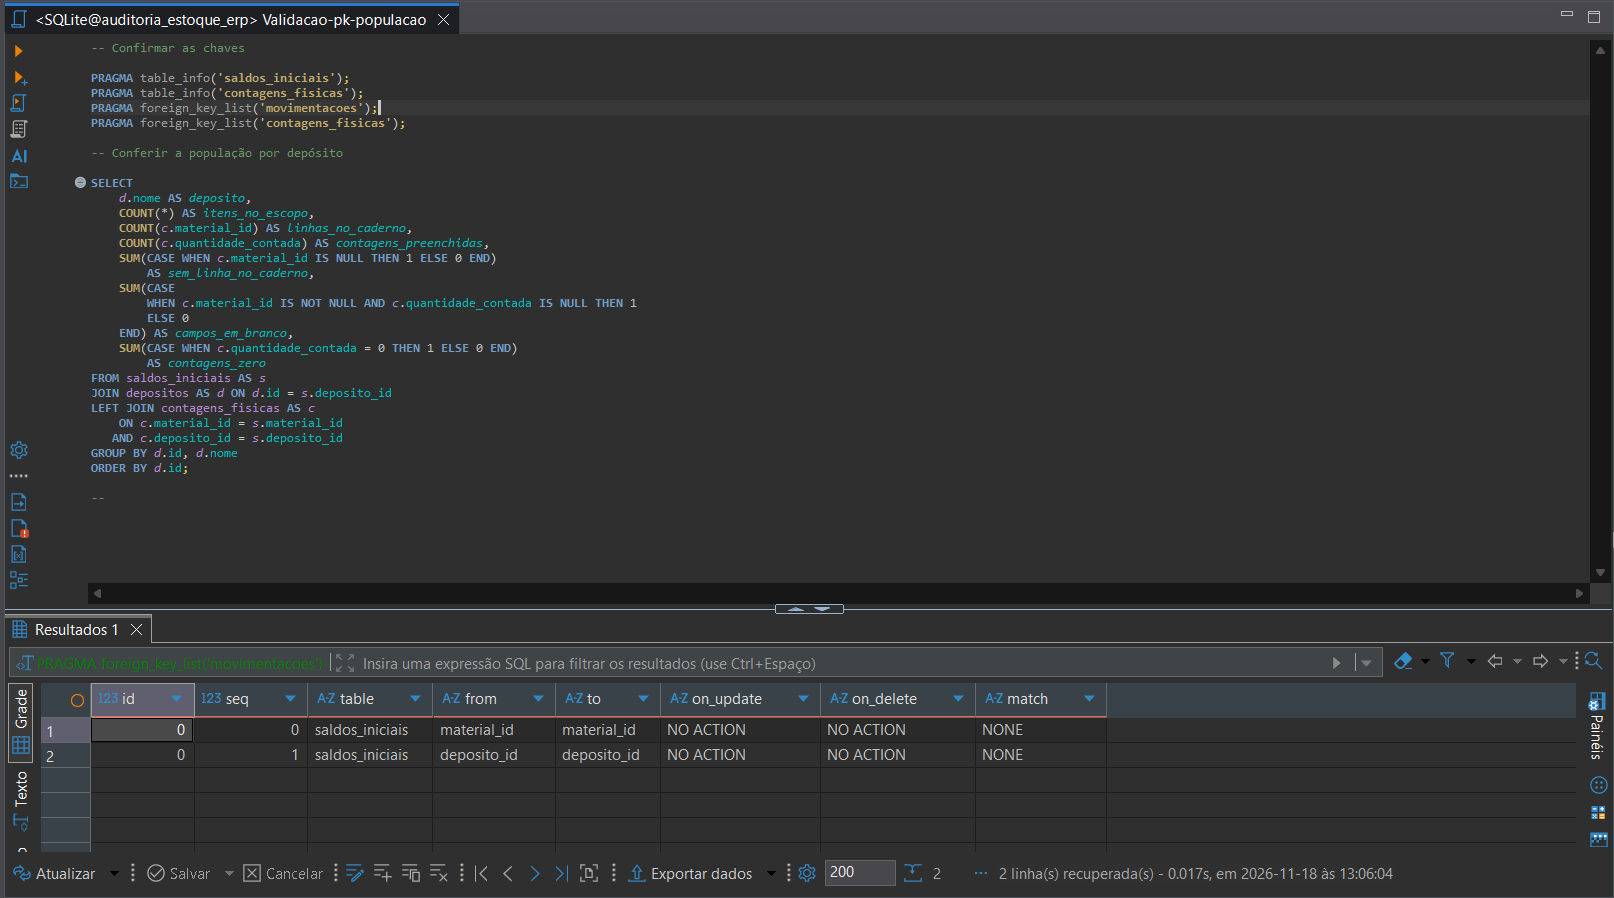 <SQLite@auditoria_estoque_erp> Validacao-pk-populacao
-- Confirmar as chaves
PRAGMA table_info('saldos_iniciais');
PRAGMA table_info('contagens_fisicas');
PRAGMA foreign_key_list('movimentacoes');
PRAGMA foreign_key_list('contagens_fisicas');
-- Conferir a população por depósito
AI
SELECT
d.nome AS deposito,
COUNT(*) AS itens_no_escopo,
COUNT(c.material_id) AS linhas_no_caderno,
COUNT(c.quantidade_contada) AS contagens_preenchidas,
SUM(CASE WHEN c.material_id IS NULL THEN 1 ELSE 0 END)
AS sem_linha_no_caderno,
SUM(CASE
WHEN c.material_id IS NOT NULL AND c.quantidade_contada IS NULL THEN 1
ELSE 0
END) AS campos_em_branco,
SUM(CASE WHEN c.quantidade_contada = 0 THEN 1 ELSE 0 END)
AS contagens_zero
FROM saldos_iniciais AS s
JOIN depositos AS d ON d.id = s.deposito_id
LEFT JOIN contagens_fisicas AS c
ON c.material_id = s.material_id
AND c.deposito_id = s.deposito_id
GROUP BY d.id, d.nome
ORDER BY d.id;
--
Resultados 1
PRAGMA foreign_key_list('movimentacoes') Insira uma expressão SQL para filtrar os resultados (use Ctrl+Espaço)
Grade
Texto
Painéis
123 id 123 seq A-Z table A-Z from A-Z to A-Z on_update A-Z on_delete A-Z match
1 0 0 saldos_iniciais material_id material_id NO ACTION NO ACTION NONE
2 0 1 saldos_iniciais deposito_id deposito_id NO ACTION NO ACTION NONE
Atualizar Salvar Cancelar Exportar dados 200 2 2 linha(s) recuperada(s) - 0.017s, em 2026-11-18 às 13:06:04